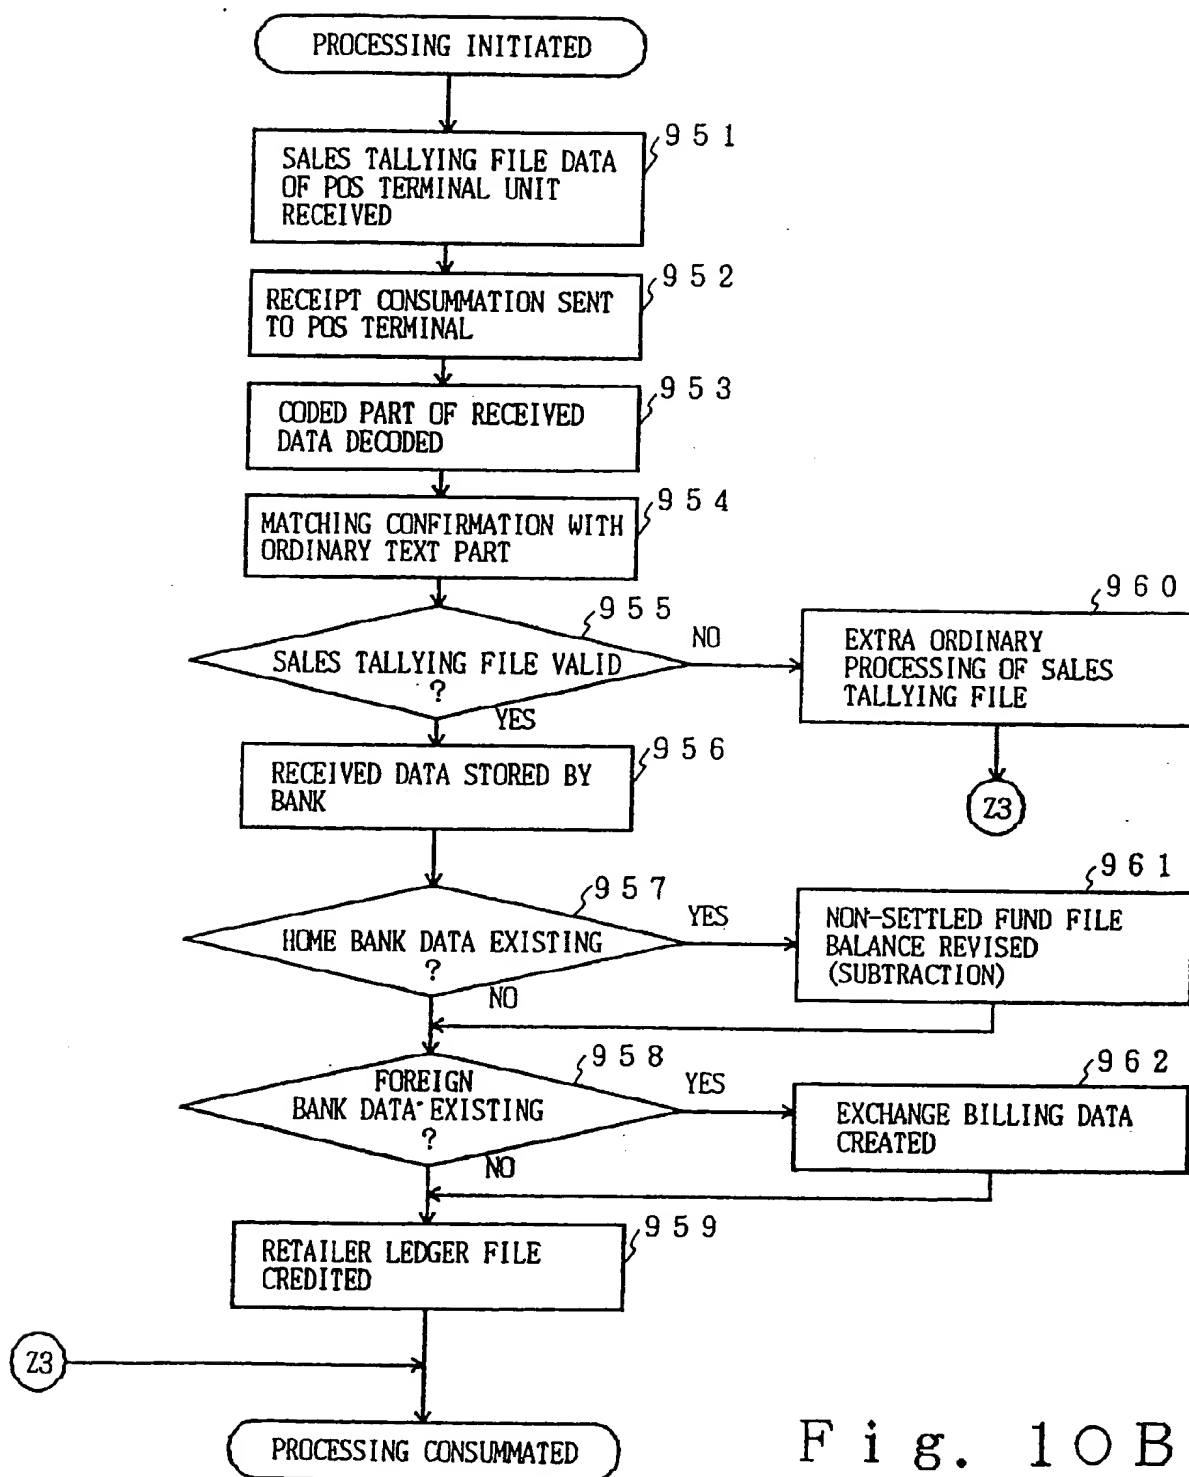 PROCESSING INITIATED
951
SALES TALLYING FILE DATA
OF POS TERMINAL UNIT
RECEIVED
952
RECEIPT CONSUMMATION SENT
TO POS TERMINAL
953
CODED PART OF RECEIVED
DATA DECODED
954
MATCHING CONFIRMATION WITH
ORDINARY TEXT PART
955
SALES TALLYING FILE VALID
?
NO
YES
960
EXTRA ORDINARY
PROCESSING OF SALES
TALLYING FILE
Z3
956
RECEIVED DATA STORED BY
BANK
957
HOME BANK DATA EXISTING
?
YES
NO
961
NON-SETTLED FUND FILE
BALANCE REVISED
(SUBTRACTION)
958
FOREIGN
BANK DATA EXISTING
?
YES
NO
962
EXCHANGE BILLING DATA
CREATED
959
RETAILER LEDGER FILE
CREDITED
Z3
PROCESSING CONSUMMATED
Fig. 10B